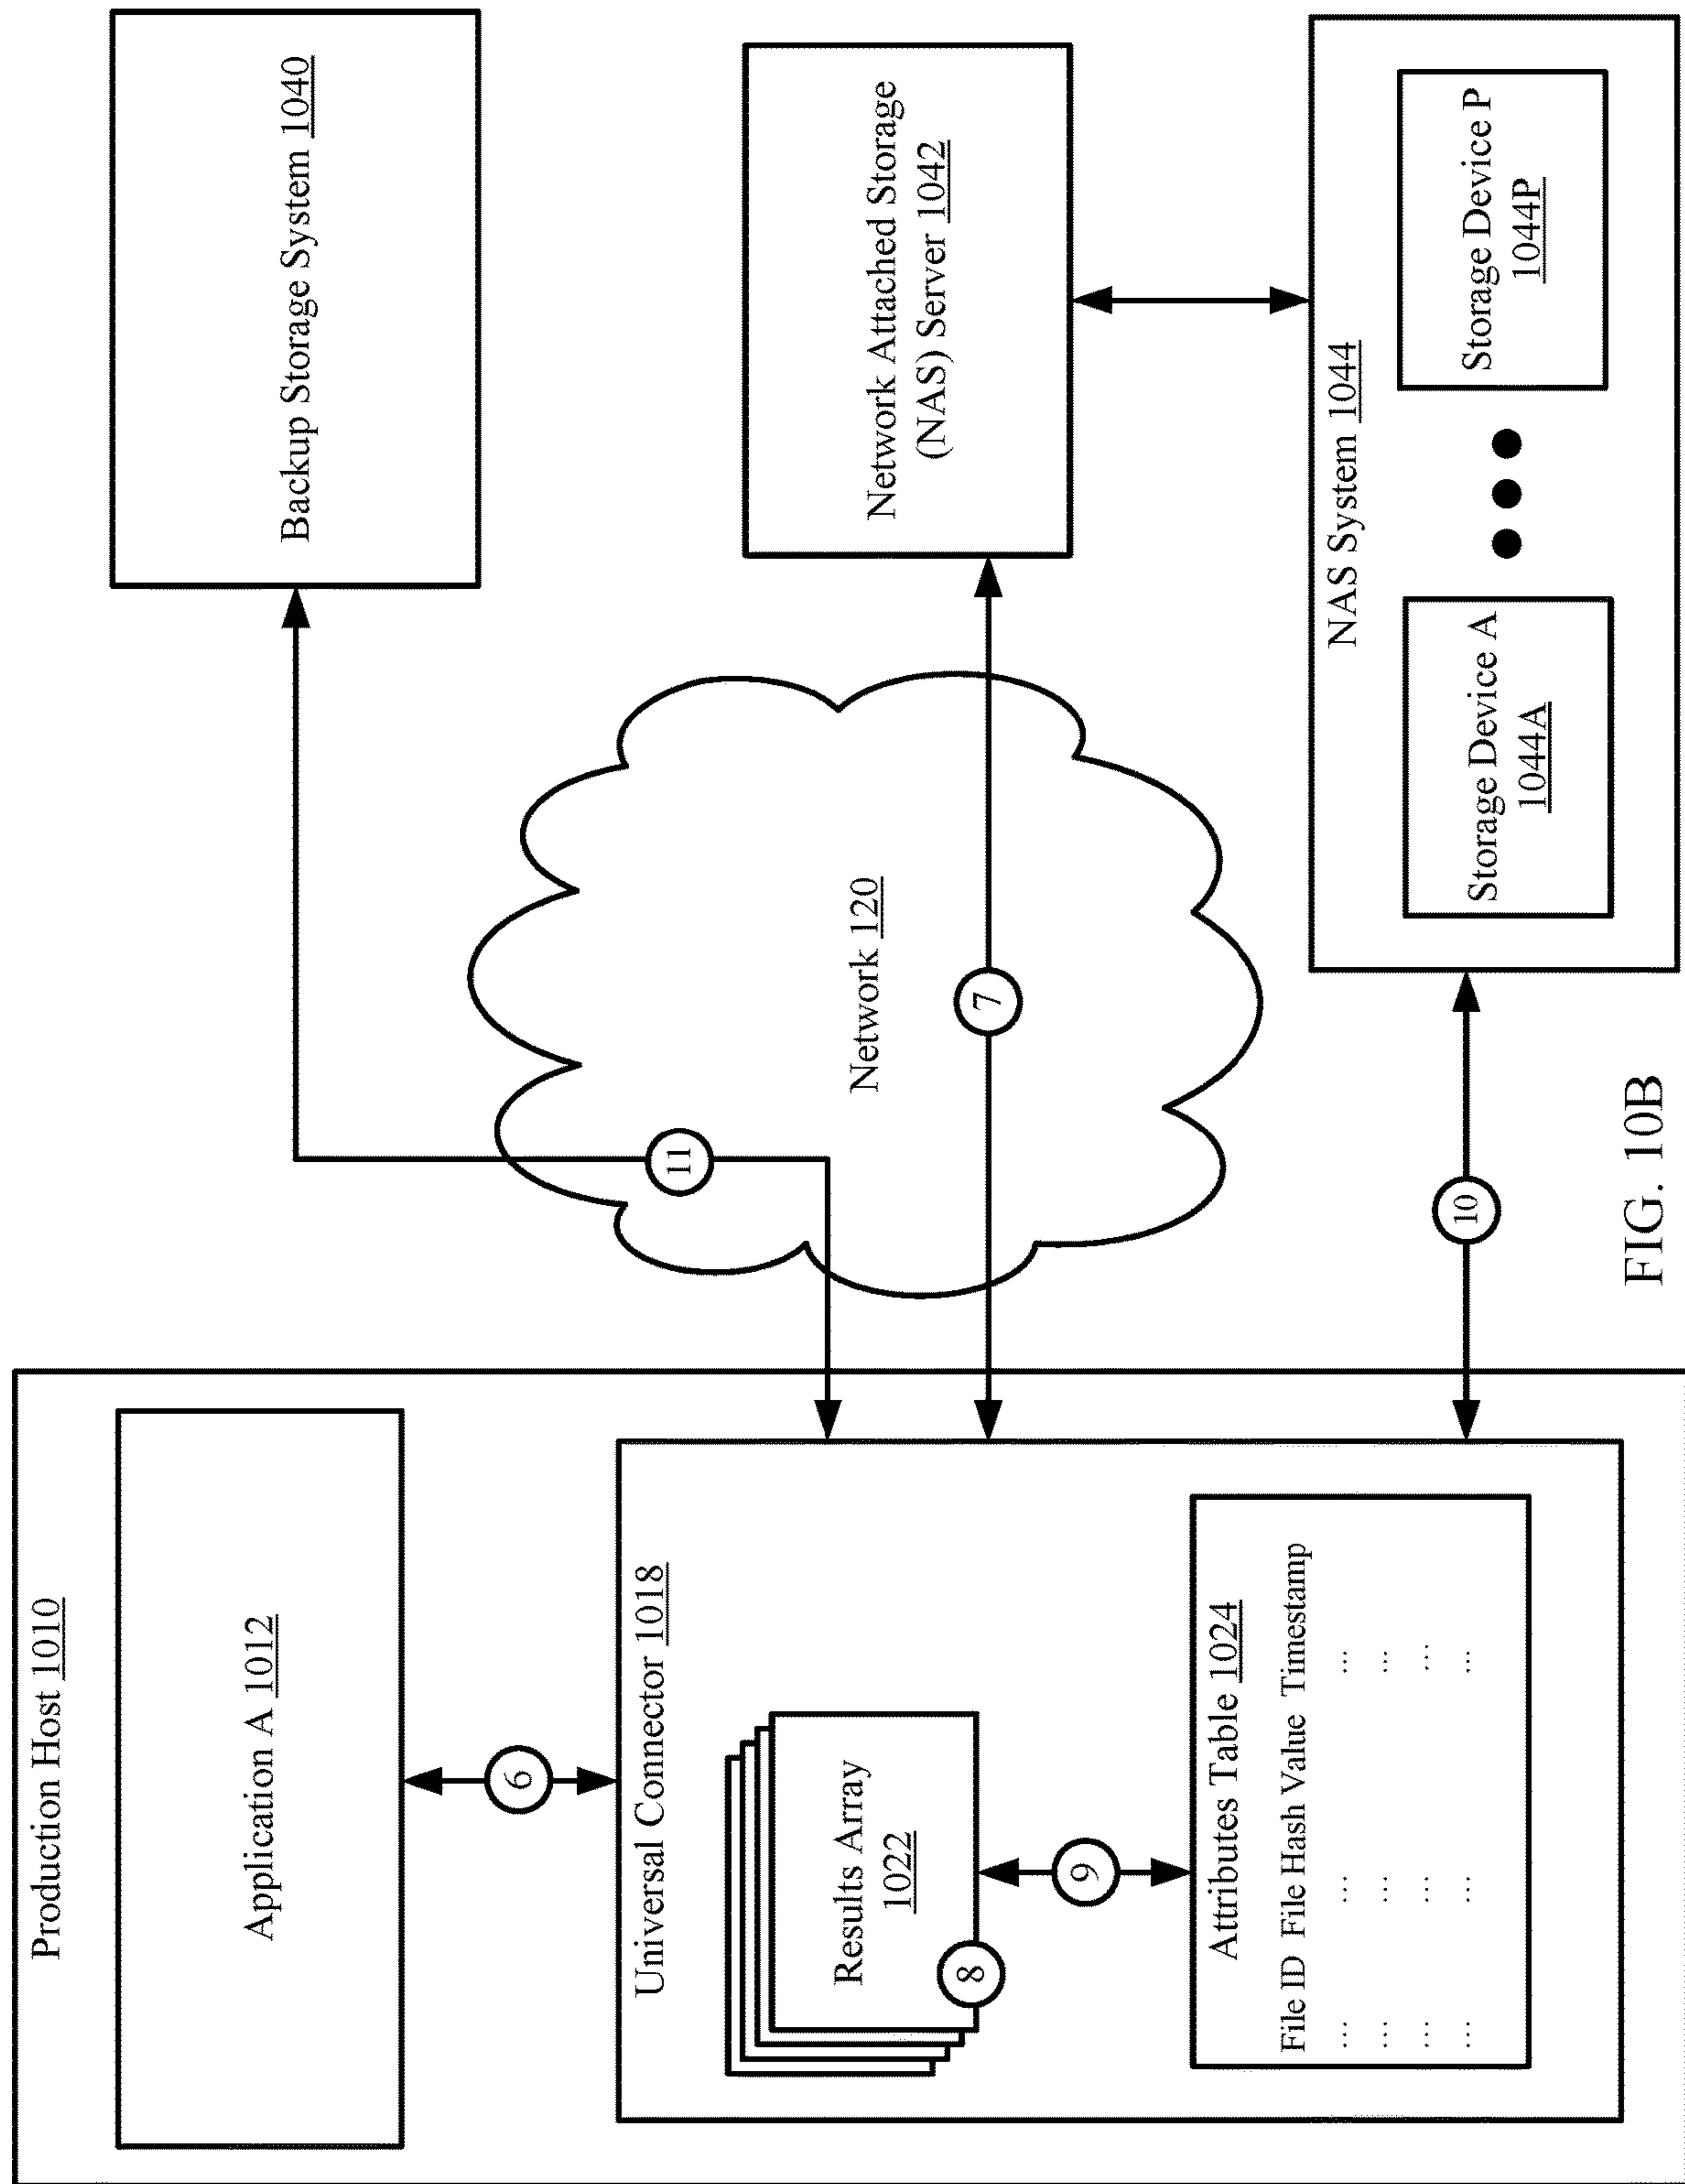 Production Host 1010
Application A 1012
6
Universal Connector 1018
Results Array
1022
8
9
Attributes Table 1024
File ID File Hash Value Timestamp
... ... ...
... ... ...
... ... ...
... ... ...
11
Network 120
7
10
Backup Storage System 1040
Network Attached Storage
(NAS) Server 1042
NAS System 1044
Storage Device A
1044A
Storage Device P
1044P
FIG. 10B